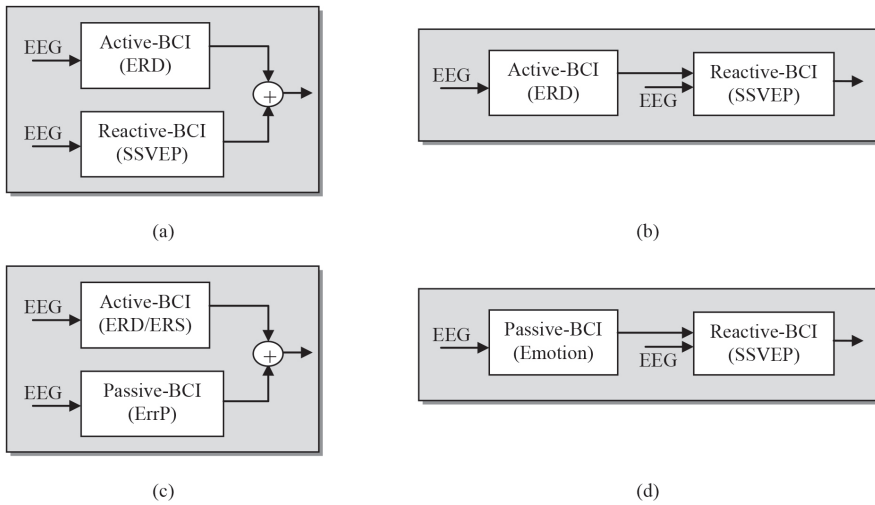 EEG
Active-BCI
(ERD)
+
EEG
Reactive-BCI
(SSVEP)
(a)
EEG
Active-BCI
(ERD)
EEG
Reactive-BCI
(SSVEP)
(b)
EEG
Active-BCI
(ERD/ERS)
+
EEG
Passive-BCI
(ErrP)
(c)
EEG
Passive-BCI
(Emotion)
EEG
Reactive-BCI
(SSVEP)
(d)